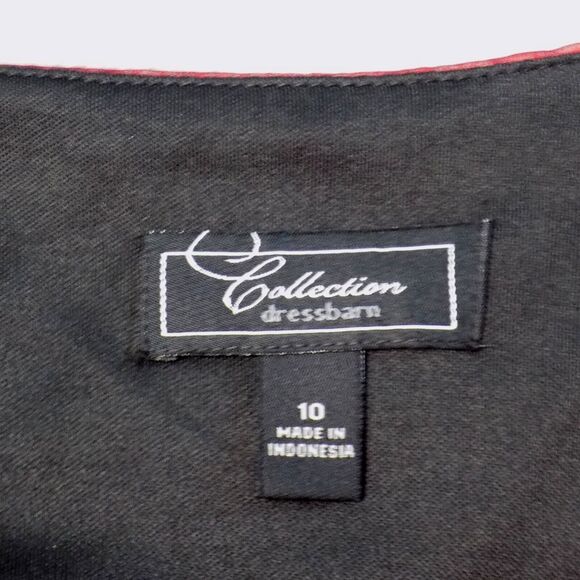 Collection
dressbarn
10
MADE IN
INDONESIA